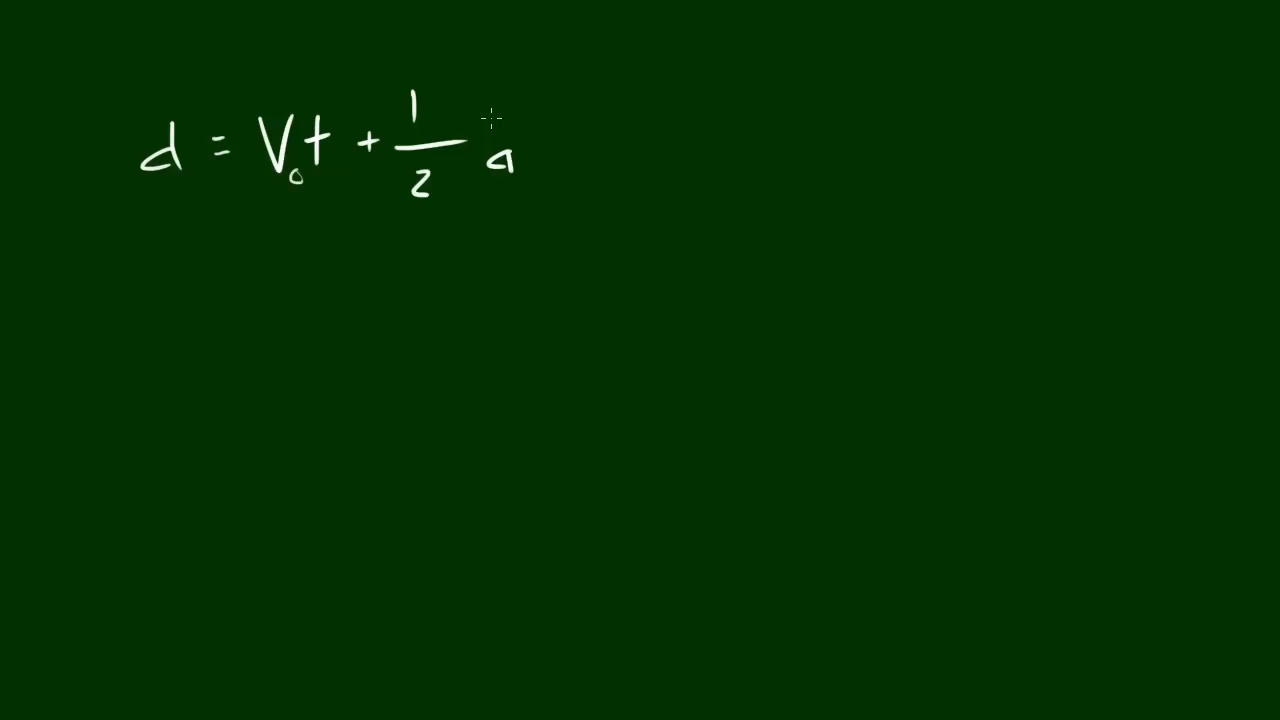 d = V₀t + 1/2 a